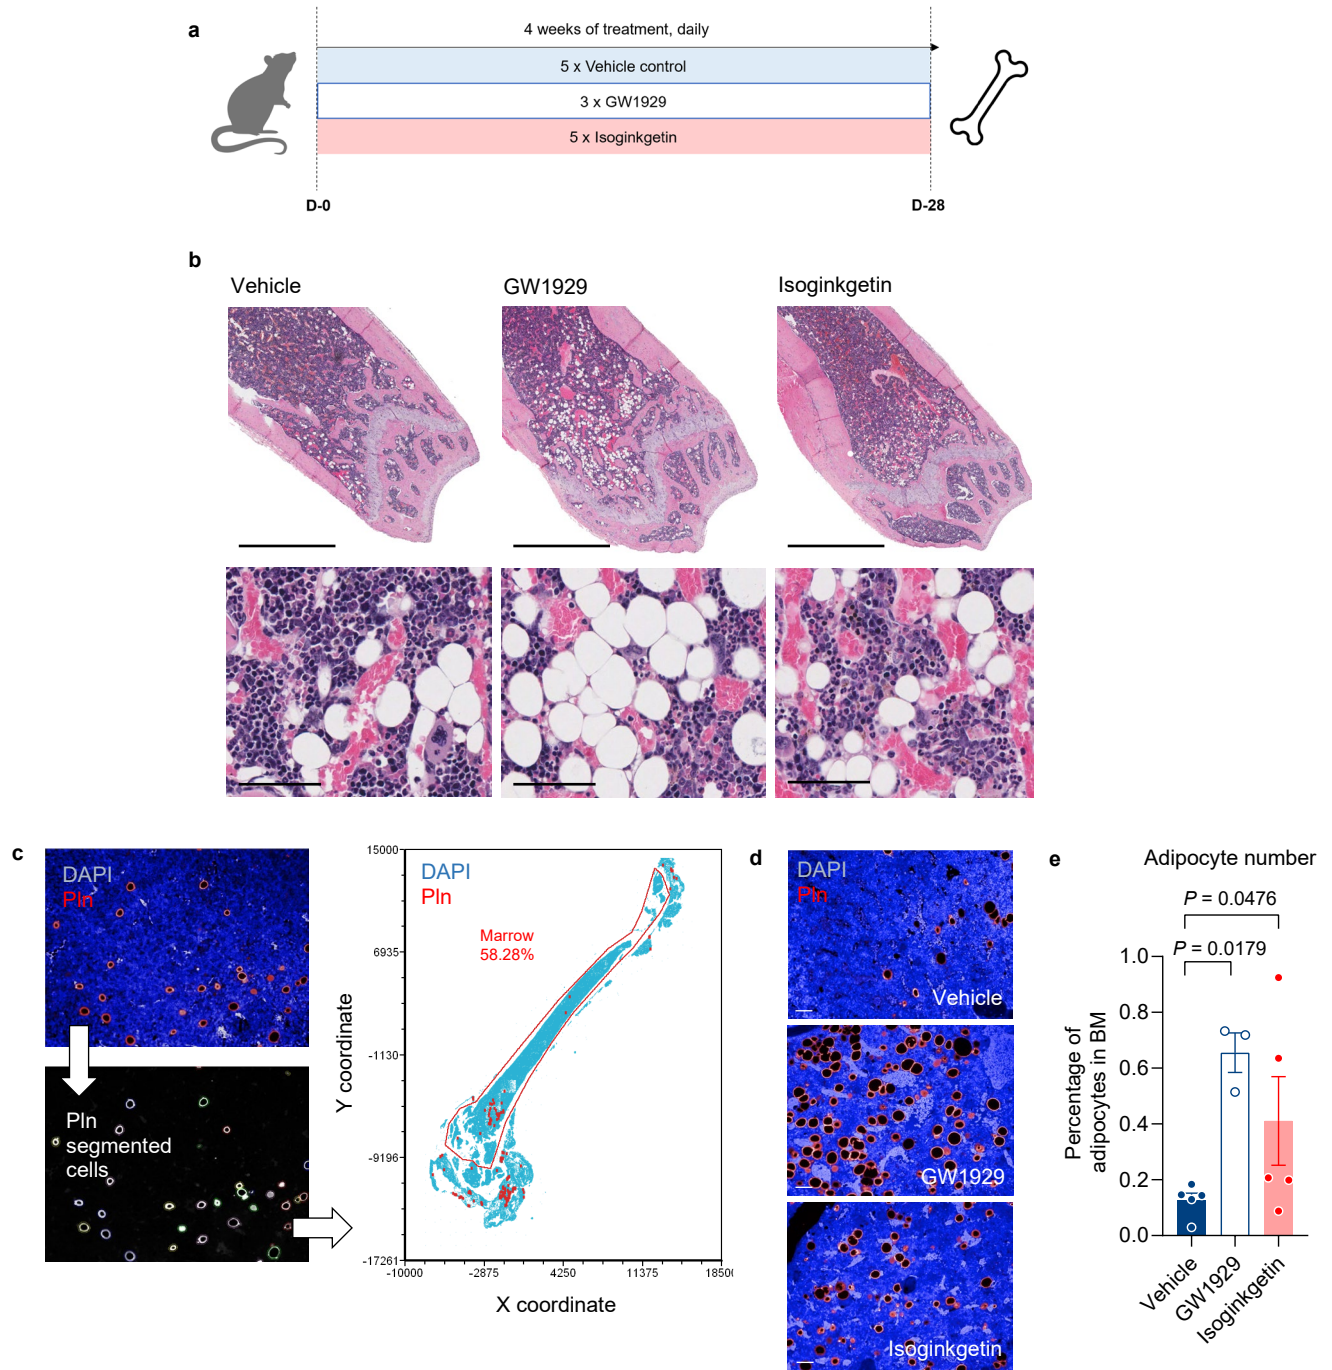 a
4 weeks of treatment, daily
5 x Vehicle control
3 x GW1929
5 x Isoginkgetin
D-0
D-28
b
Vehicle
GW1929
Isoginkgetin
c
DAPI
Pln
Pln
segmented
cells
15000
6935
-1130
-9196
-17261
-10000
-2875
4250
11375
1850
Y coordinate
X coordinate
DAPI
Pln
Marrow
58.28%
d
DAPI
Pln
Vehicle
GW1929
Isoginkgetin
e
Adipocyte number
P = 0.0476
P = 0.0179
Percentage of
adipocytes in BM
1.0
0.8
0.6
0.4
0.2
0.0
Vehicle
GW1929
Isoginkgetin